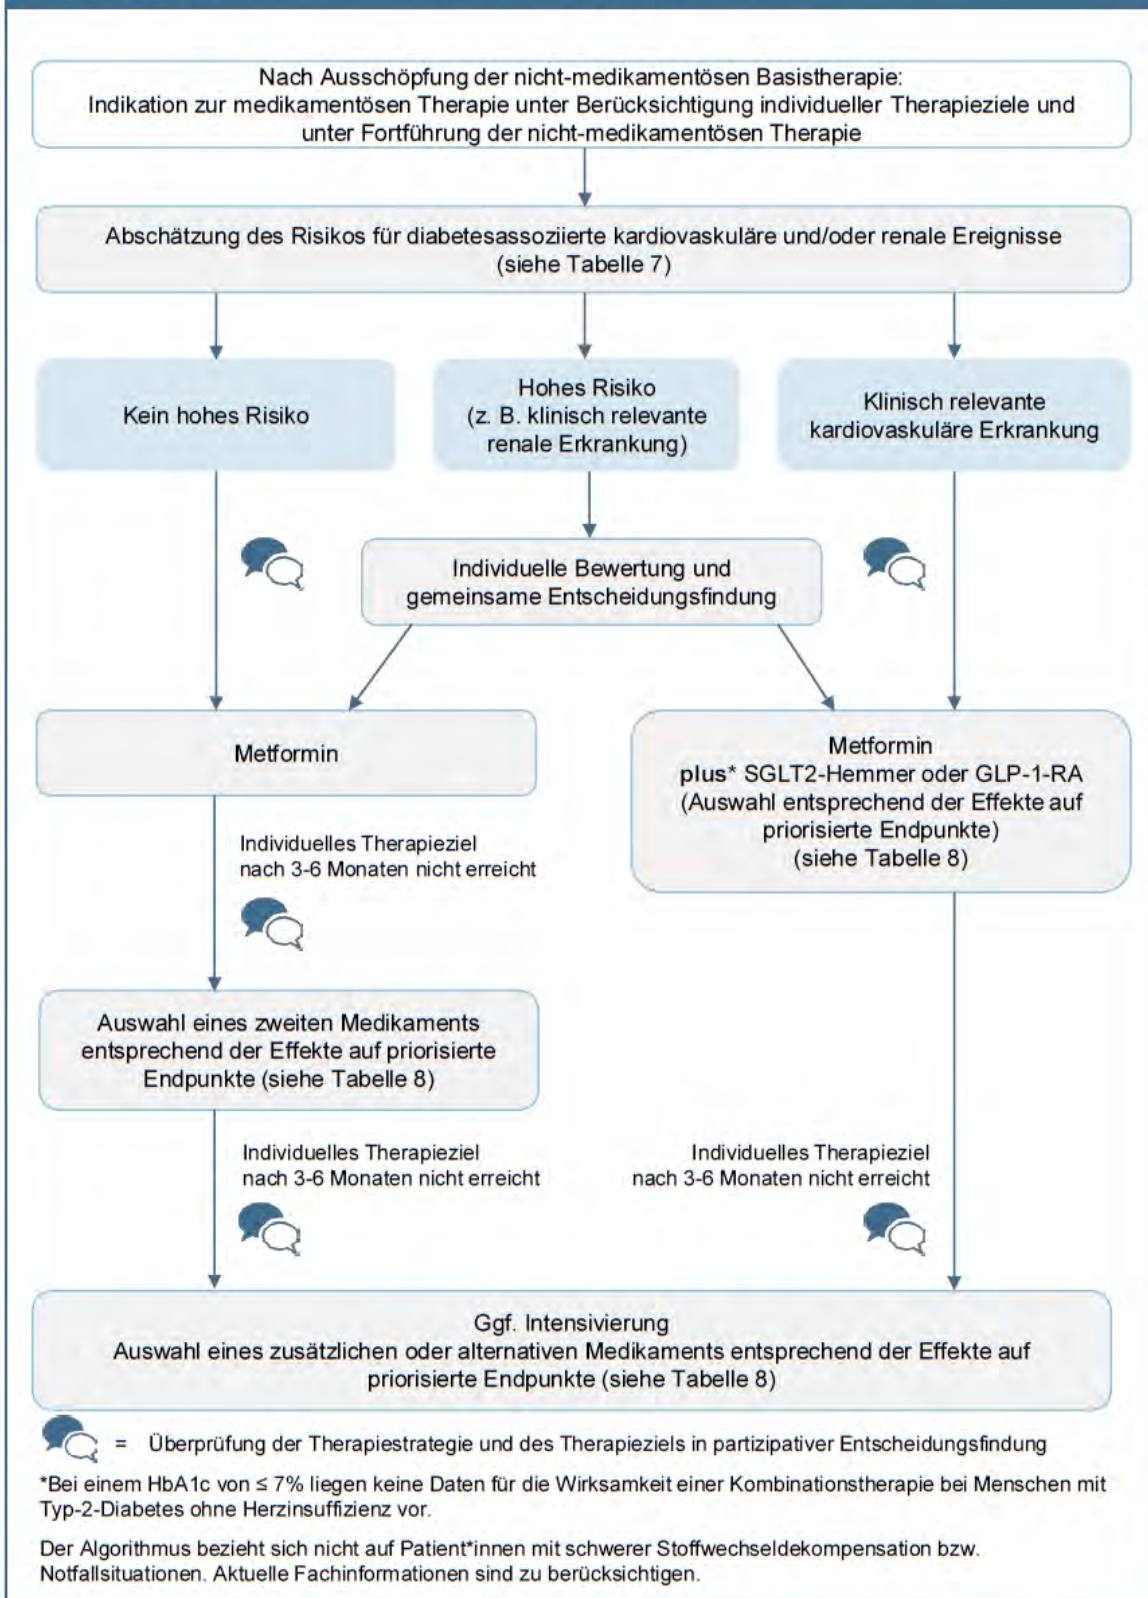 Nach Ausschöpfung der nicht-medikamentösen Basistherapie:
Indikation zur medikamentösen Therapie unter Berücksichtigung individueller Therapieziele und
unter Fortführung der nicht-medikamentösen Therapie
Abschätzung des Risikos für diabetesassoziierte kardiovaskuläre und/oder renale Ereignisse
(siehe Tabelle 7)
Kein hohes Risiko
Hohes Risiko
(z. B. klinisch relevante
renale Erkrankung)
Klinisch relevante
kardiovaskuläre Erkrankung
Individuelle Bewertung und
gemeinsame Entscheidungsfindung
Metformin
Metformin
plus* SGLT2-Hemmer oder GLP-1-RA
(Auswahl entsprechend der Effekte auf
priorisierte Endpunkte)
(siehe Tabelle 8)
Individuelles Therapieziel
nach 3-6 Monaten nicht erreicht
Auswahl eines zweiten Medikaments
entsprechend der Effekte auf priorisierte
Endpunkte (siehe Tabelle 8)
Individuelles Therapieziel
nach 3-6 Monaten nicht erreicht
Individuelles Therapieziel
nach 3-6 Monaten nicht erreicht
Ggf. Intensivierung
Auswahl eines zusätzlichen oder alternativen Medikaments entsprechend der Effekte auf
priorisierte Endpunkte (siehe Tabelle 8)
= Überprüfung der Therapiestrategie und des Therapieziels in partizipativer Entscheidungsfindung
*Bei einem HbA1c von ≤ 7% liegen keine Daten für die Wirksamkeit einer Kombinationstherapie bei Menschen mit
Typ-2-Diabetes ohne Herzinsuffizienz vor.
Der Algorithmus bezieht sich nicht auf Patient*innen mit schwerer Stoffwechseldekompensation bzw.
Notfallsituationen. Aktuelle Fachinformationen sind zu berücksichtigen.